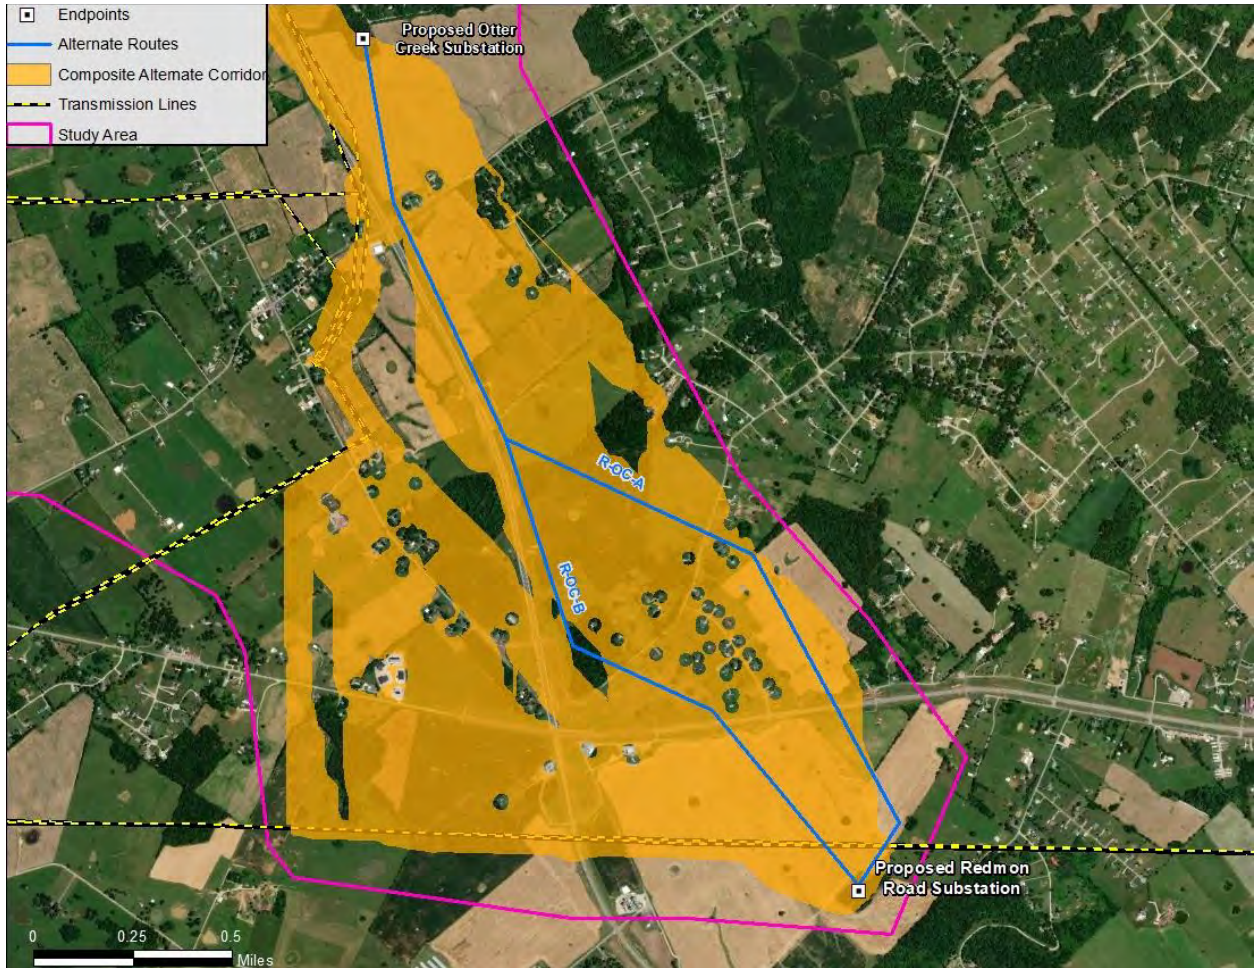 Endpoints
Alternate Routes
Composite Alternate Corridor
Transmission Lines
Study Area
Proposed Otter
Creek Substation
R-OC-A
R-OC-B
Proposed Redmon
Road Substation
0 0.25 0.5
Miles